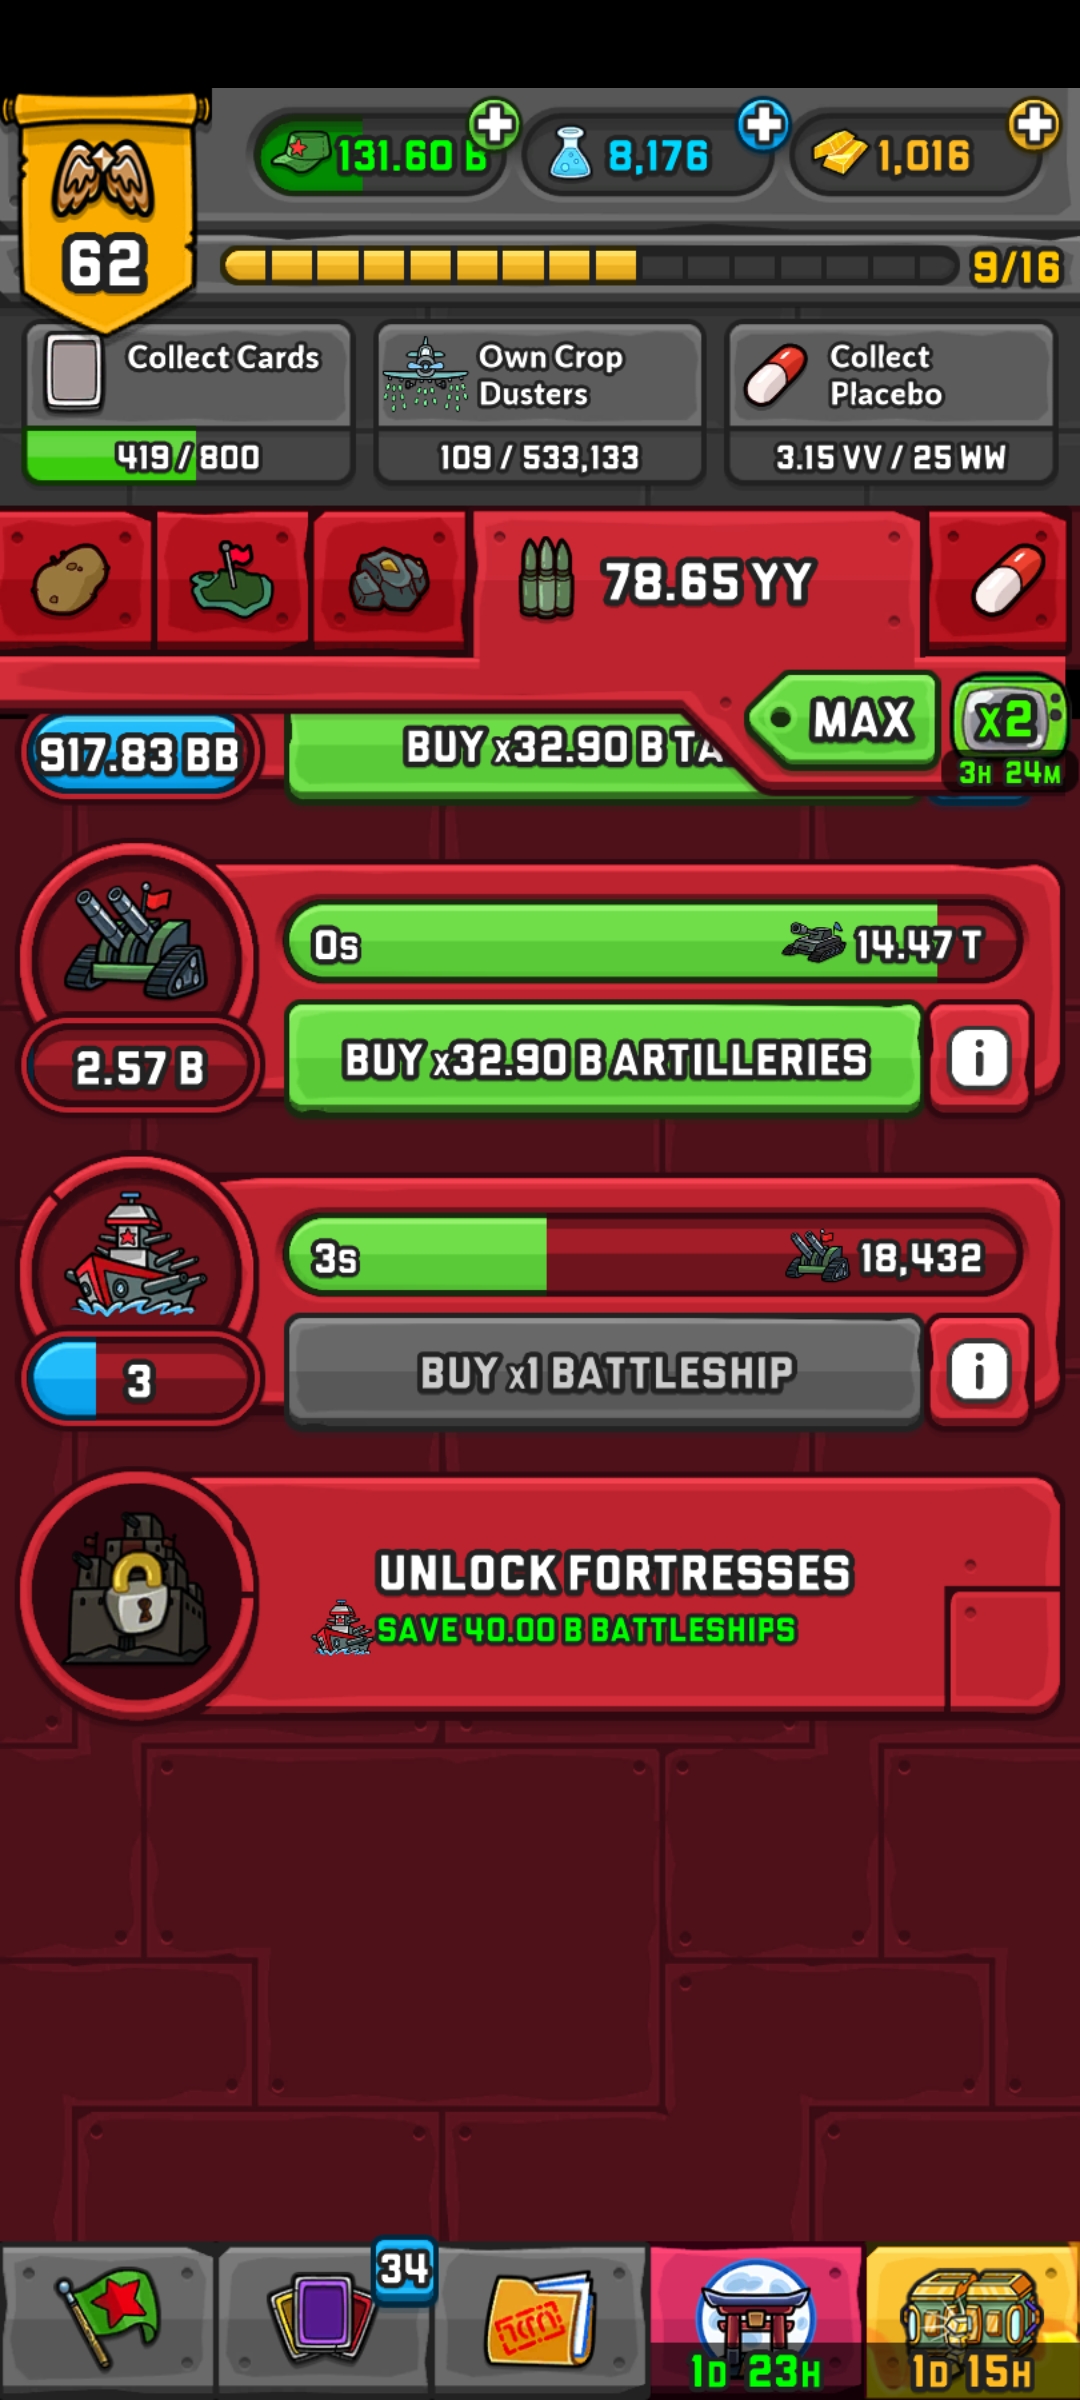 131.60 B
8,176
1,016
62
9/16
Collect Cards
419 / 800
Own Crop
Dusters
109 / 533,133
Collect
Placebo
3.15 VV / 25 WW
78.65 YY
MAX
x2
3H 24M
917.83 BB
BUY x32.90 B TA
0s
14.47 T
2.57 B
BUY x32.90 B ARTILLERIES
i
3s
18,432
3
BUY x1 BATTLESHIP
i
UNLOCK FORTRESSES
SAVE 40.00 B BATTLESHIPS
34
1D 23H
1D 15H